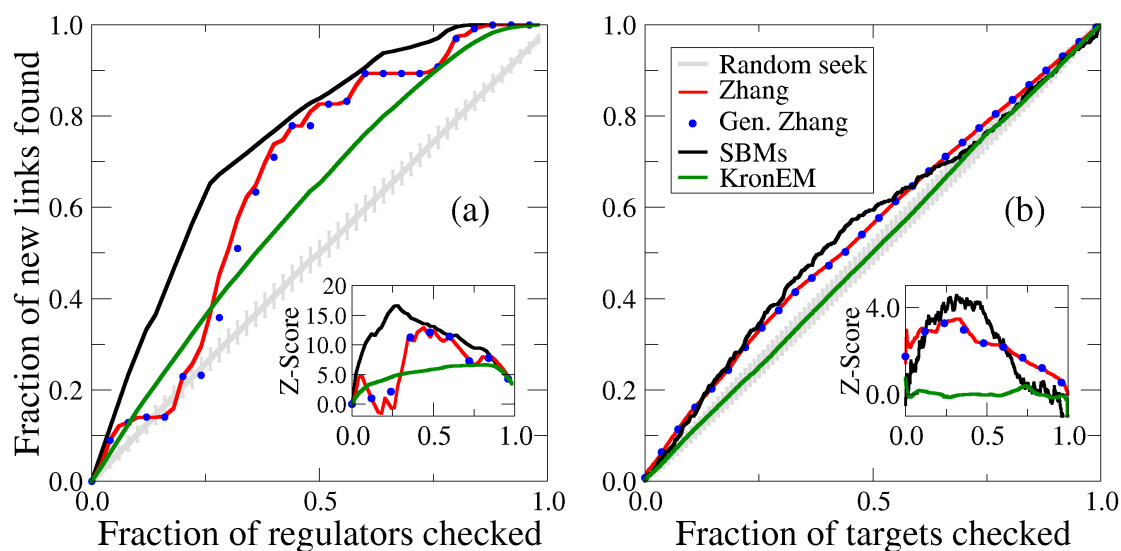 Fraction of new links found
1.0
0.8
0.6
0.4
0.2
0.0
0.0
0.5
1.0
Fraction of regulators checked
(a)
Z-Score
20
15
10.0
5.0
0.0
0.0
0.5
1.0
1.0
0.8
0.6
0.4
0.2
0.0
0.0
0.5
1.0
Fraction of targets checked
Random seek
Zhang
Gen. Zhang
SBMs
KronEM
(b)
Z-Score
4.0
0.0
0.0
0.5
1.0